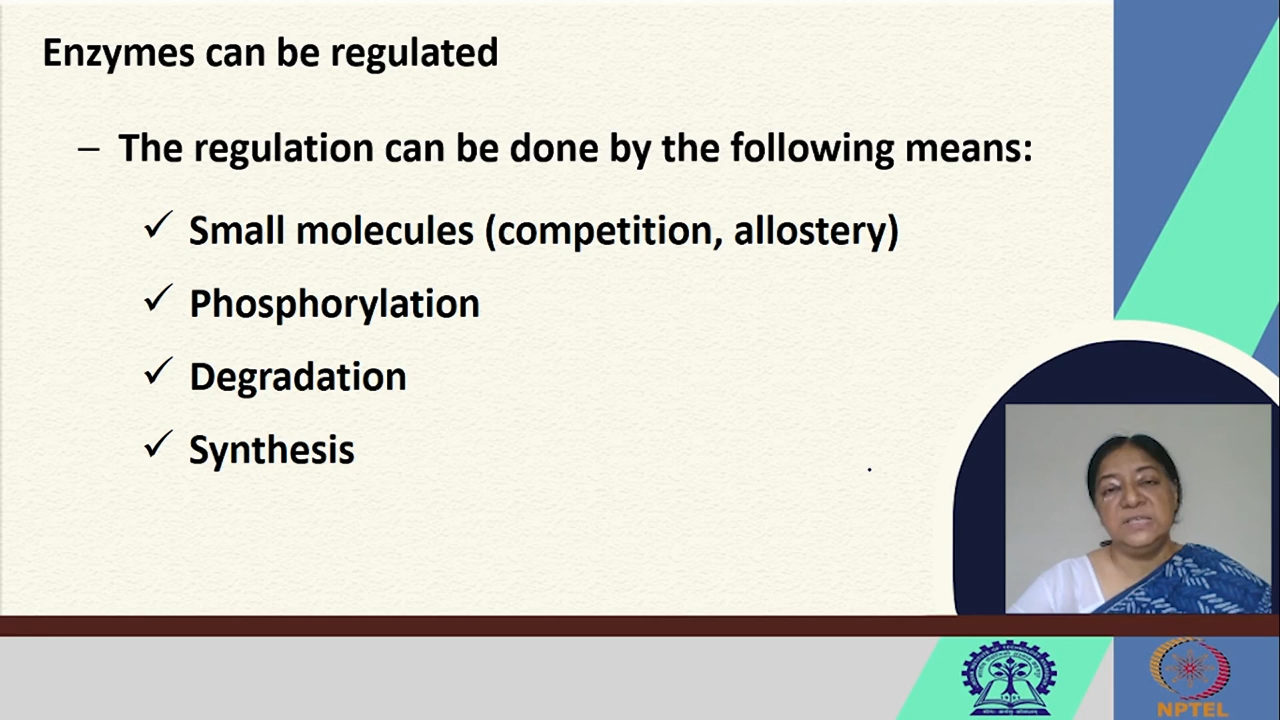 Enzymes can be regulated
– The regulation can be done by the following means:
✓ Small molecules (competition, allostery)
✓ Phosphorylation
✓ Degradation
✓ Synthesis
NPTEL